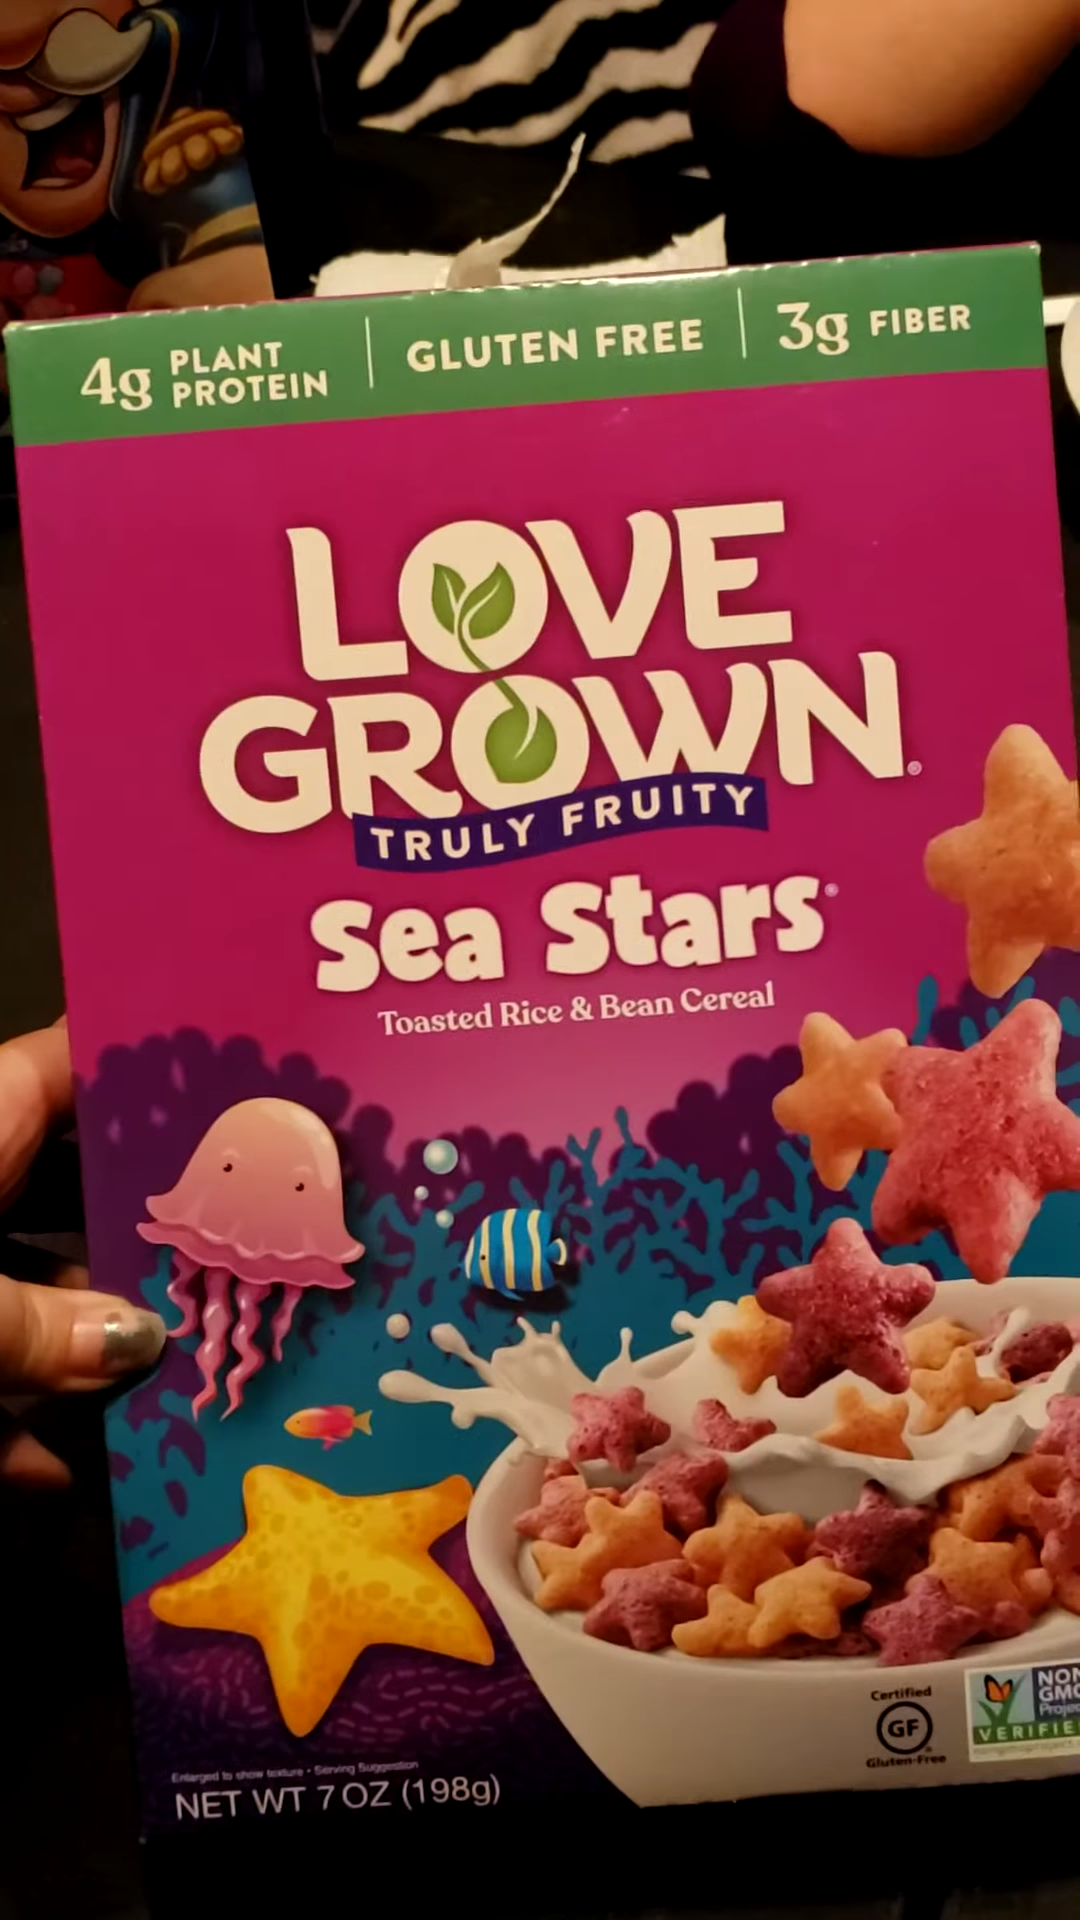 4g PLANT PROTEIN | GLUTEN FREE | 3g FIBER
LOVE
GROWN®
TRULY FRUITY
Sea Stars®
Toasted Rice & Bean Cereal
Certified
GF
Gluten-Free
NON
GMO
Project
VERIFIE
Enlarged to show texture • Serving Suggestion
NET WT 7 OZ (198g)